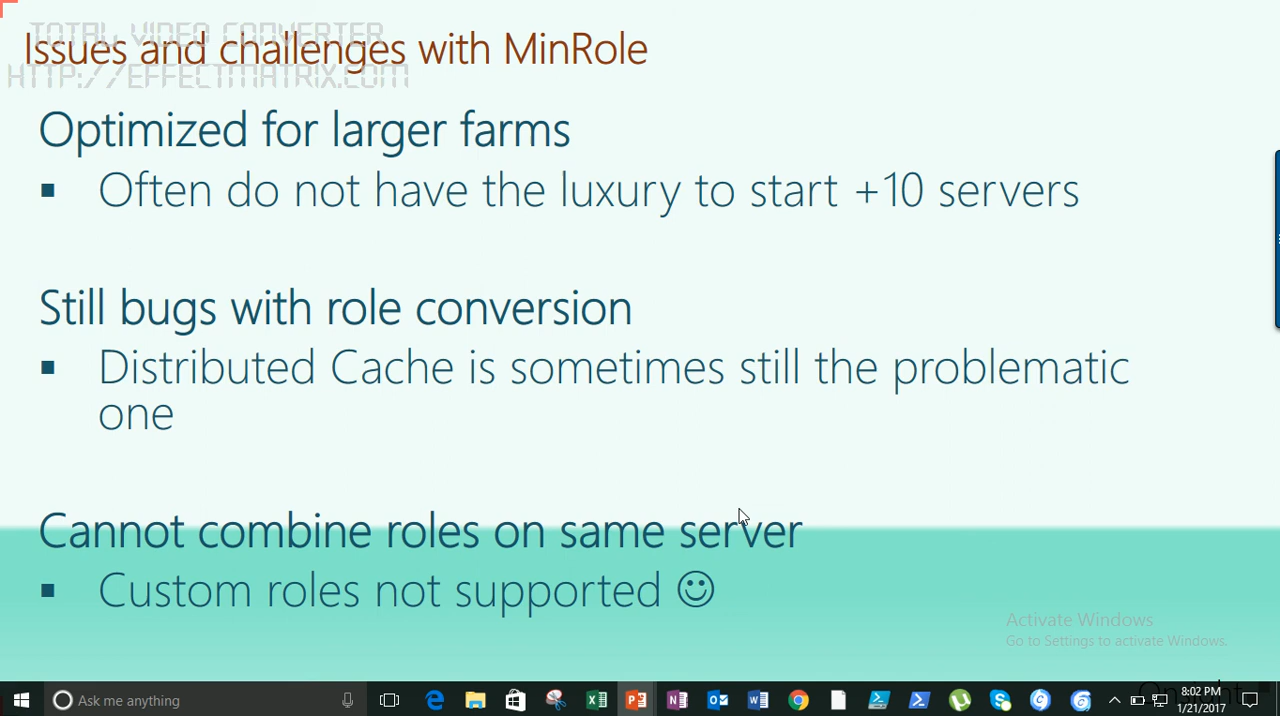 TOTAL VIDEO CONVERTER
Issues and challenges with MinRole
HTTP://EFFECTMATRIX.COM
Optimized for larger farms
▪ Often do not have the luxury to start +10 servers
Still bugs with role conversion
▪ Distributed Cache is sometimes still the problematic
one
Cannot combine roles on same server
▪ Custom roles not supported ☺
Activate Windows
Go to Settings to activate Windows.
Ask me anything
8:02 PM
1/21/2017